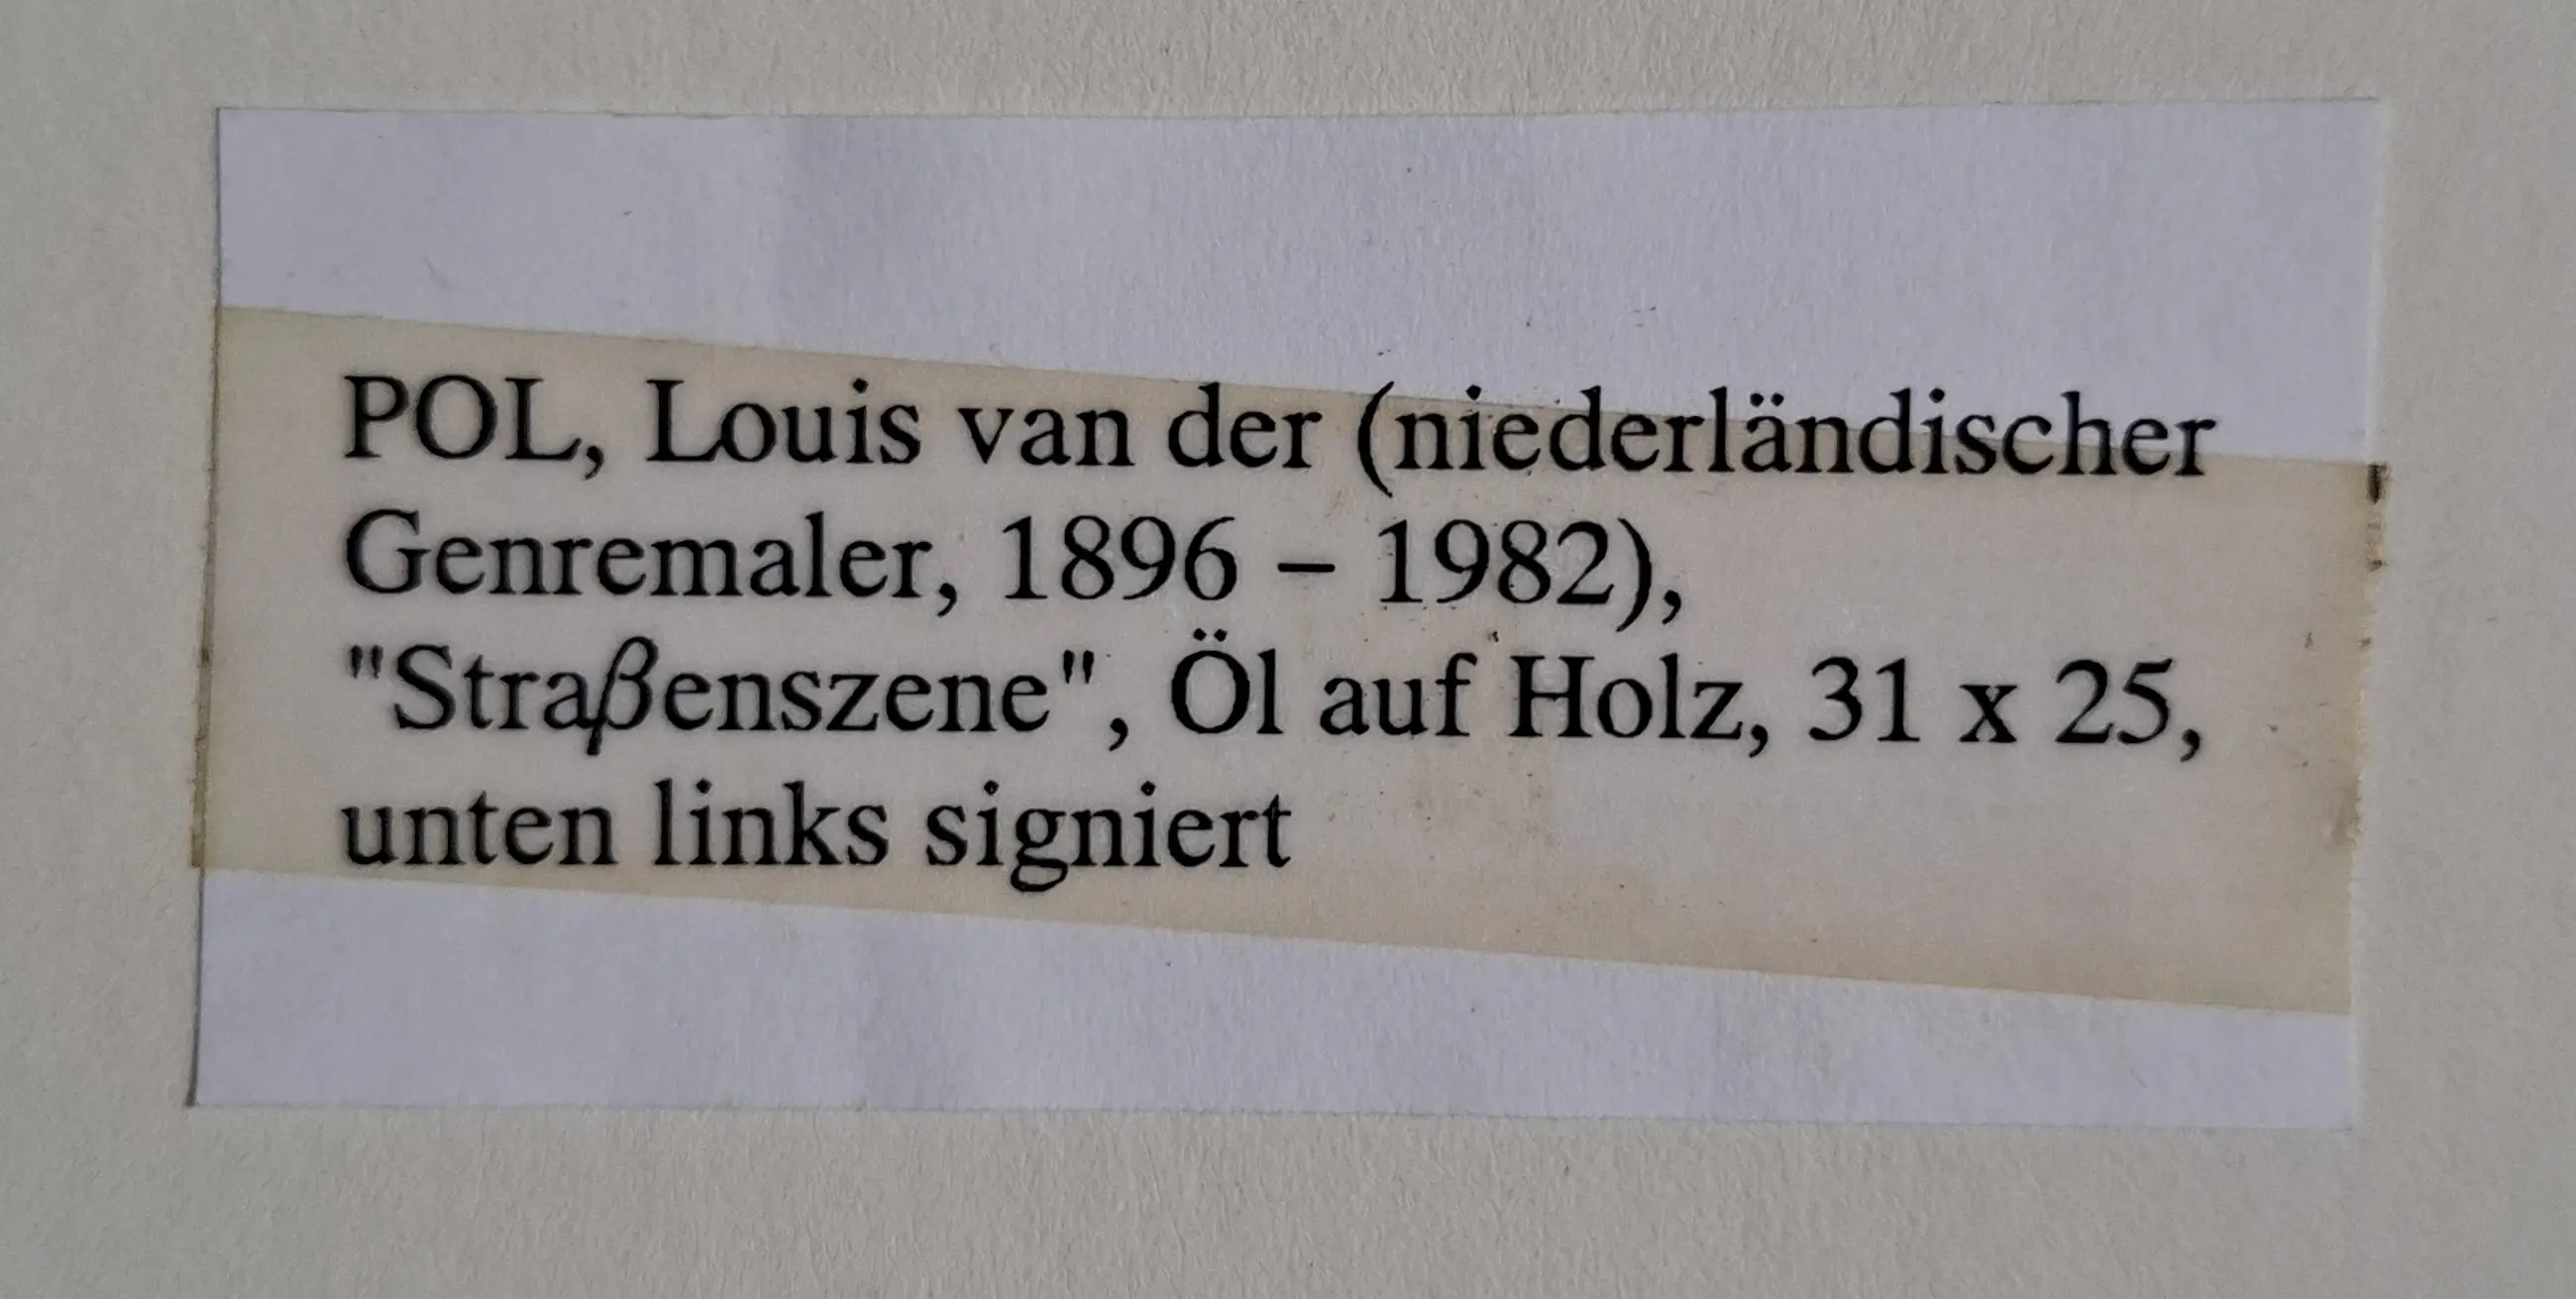 POL, Louis van der (niederländischer
Genremaler, 1896 – 1982),
"Straßenszene", Öl auf Holz, 31 x 25,
unten links signiert